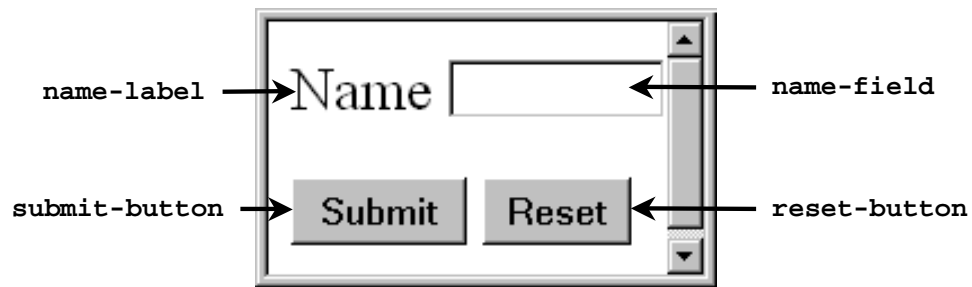 name-label
Name
name-field
submit-button
Submit
Reset
reset-button